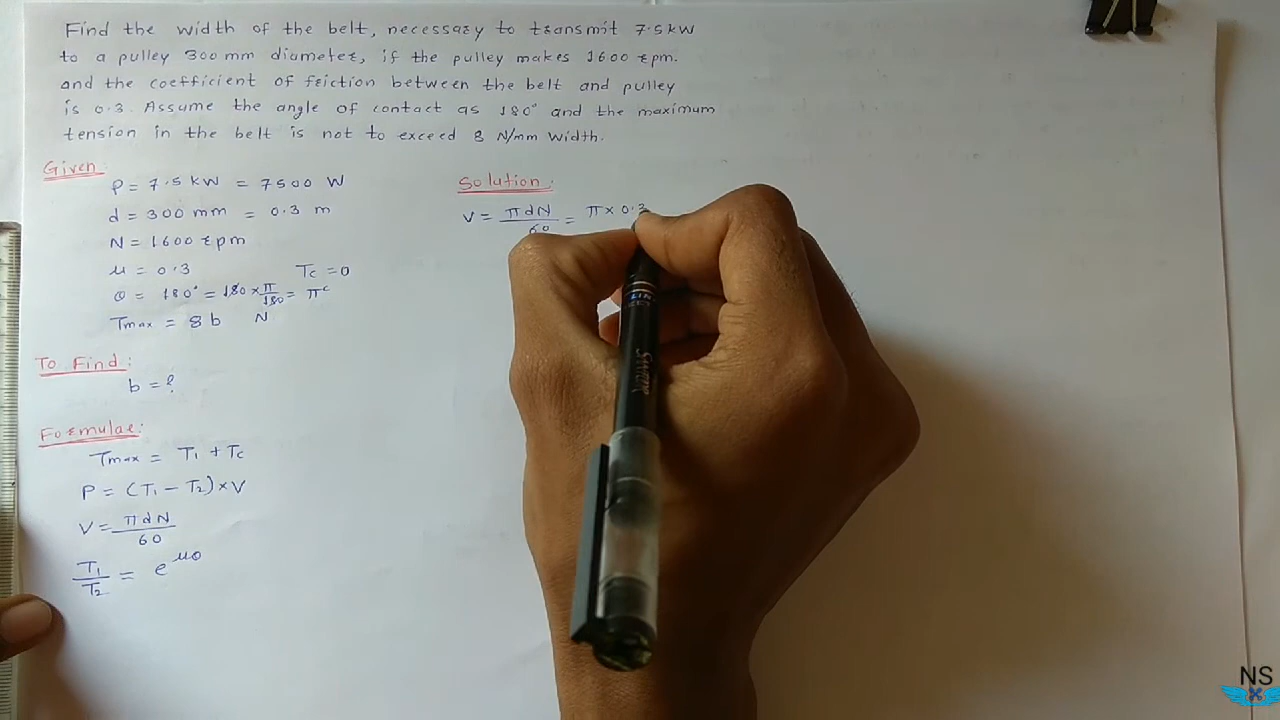 Find the width of the belt, necessary to transmit 7.5 kW
to a pulley 300 mm diameter, if the pulley makes 1600 rpm.
and the coefficient of friction between the belt and pulley
is 0.3. Assume the angle of contact as 180° and the maximum
tension in the belt is not to exceed 8 N/mm width.
Given:
P = 7.5 kW = 7500 W
d = 300 mm = 0.3 m
N = 1600 rpm
μ = 0.3 Tc = 0
θ = 180° = 180 × π/180 = πᶜ
Tmax = 8 b N
To Find:
b = ?
Formulae:
Tmax = T₁ + Tc
P = (T₁ − T₂) × V
V = πdN/60
T₁/T₂ = e^μθ
Solution:
V = πdN/60 = π × 0.3
LIN
NS